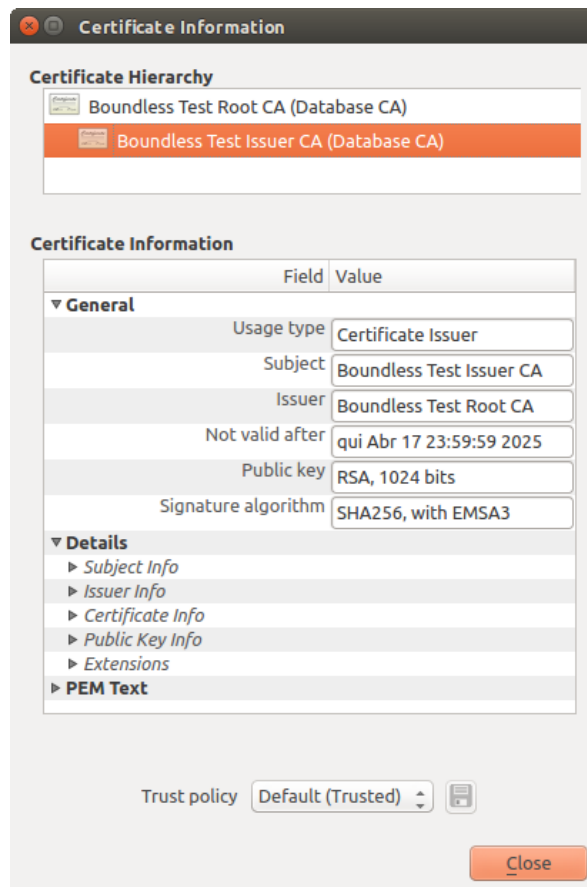 Certificate Information
Certificate Hierarchy
Boundless Test Root CA (Database CA)
Boundless Test Issuer CA (Database CA)
Certificate Information
Field Value
General
Usage type Certificate Issuer
Subject Boundless Test Issuer CA
Issuer Boundless Test Root CA
Not valid after qui Abr 17 23:59:59 2025
Public key RSA, 1024 bits
Signature algorithm SHA256, with EMSA3
Details
Subject Info
Issuer Info
Certificate Info
Public Key Info
Extensions
PEM Text
Trust policy Default (Trusted)
Close